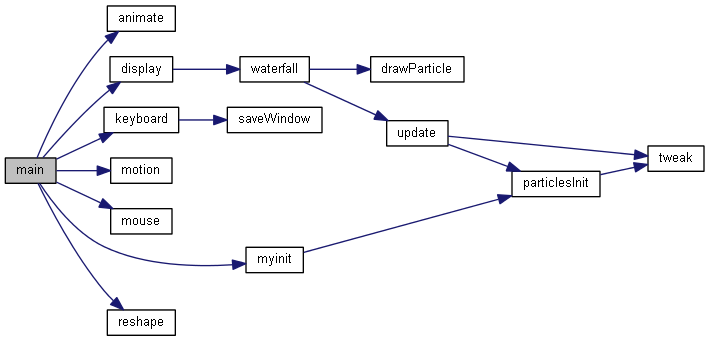 animate
display
waterfall
drawParticle
keyboard
saveWindow
update
main
motion
tweak
particlesInit
mouse
myinit
reshape